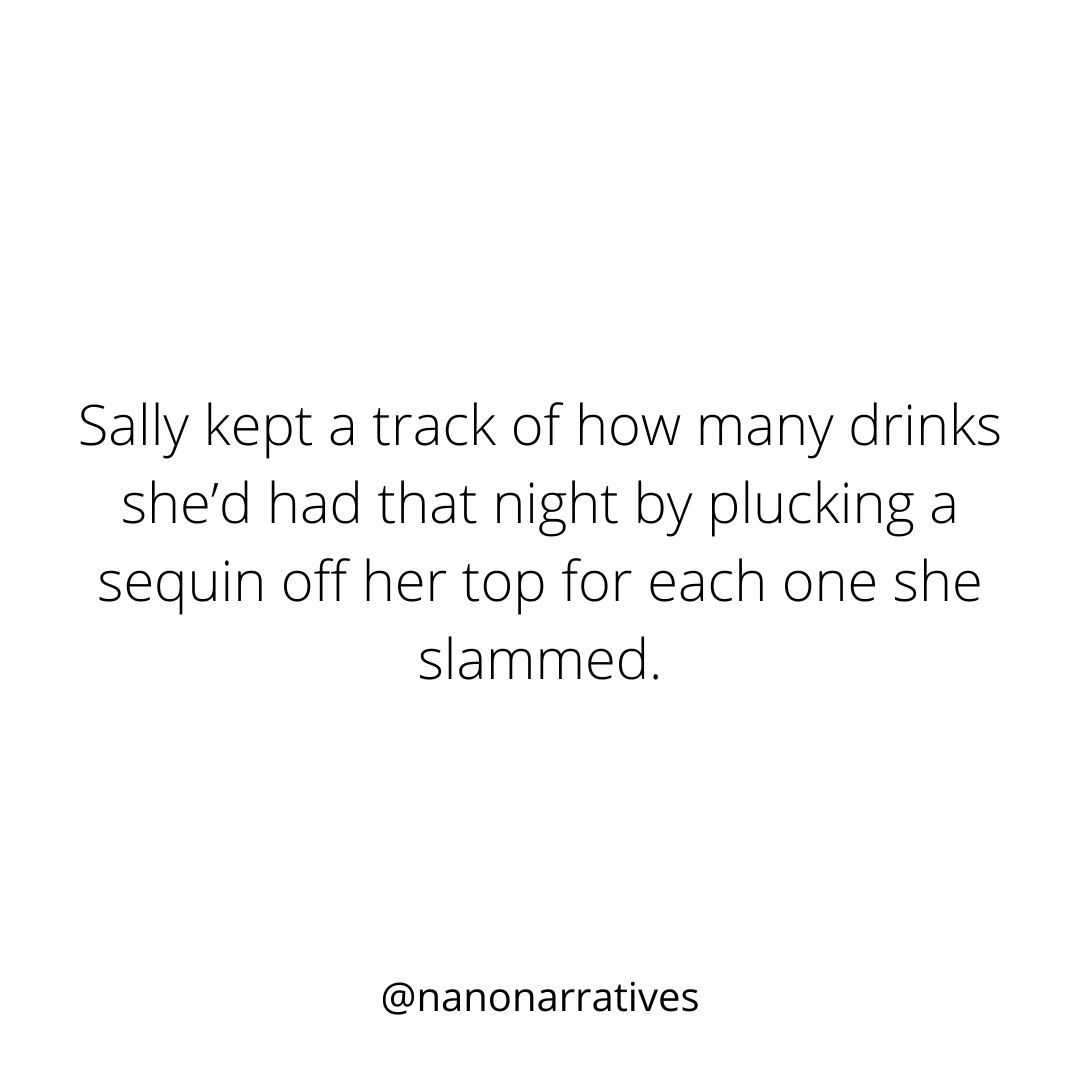 Sally kept a track of how many drinks
she’d had that night by plucking a
sequin off her top for each one she
slammed.
@nanonarratives